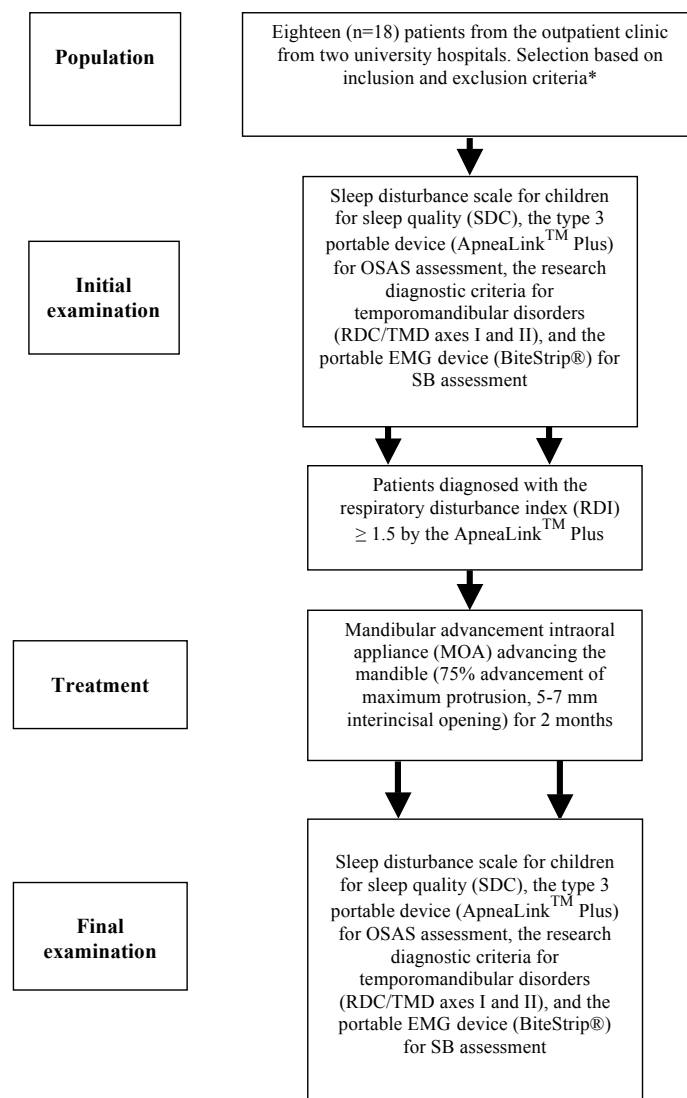 Population
Eighteen (n=18) patients from the outpatient clinic
from two university hospitals. Selection based on
inclusion and exclusion criteria*
Initial
examination
Sleep disturbance scale for children
for sleep quality (SDC), the type 3
portable device (ApneaLink™ Plus)
for OSAS assessment, the research
diagnostic criteria for
temporomandibular disorders
(RDC/TMD axes I and II), and the
portable EMG device (BiteStrip®) for
SB assessment
Patients diagnosed with the
respiratory disturbance index (RDI)
≥ 1.5 by the ApneaLink™ Plus
Treatment
Mandibular advancement intraoral
appliance (MOA) advancing the
mandible (75% advancement of
maximum protrusion, 5-7 mm
interincisal opening) for 2 months
Final
examination
Sleep disturbance scale for children
for sleep quality (SDC), the type 3
portable device (ApneaLink™ Plus)
for OSAS assessment, the research
diagnostic criteria for
temporomandibular disorders
(RDC/TMD axes I and II), and the
portable EMG device (BiteStrip®)
for SB assessment